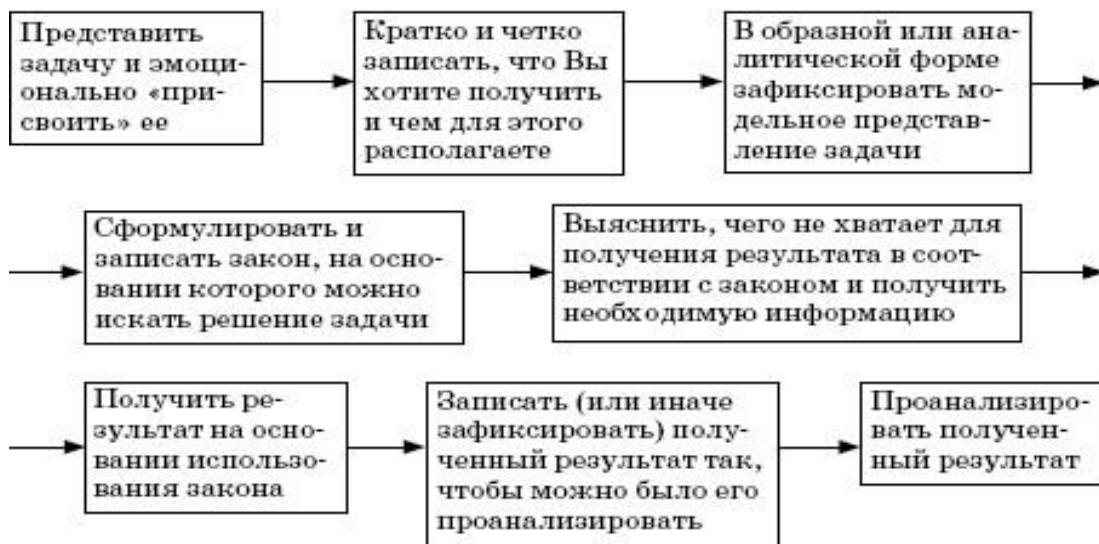 Представить
задачу и эмоци-
онально «при-
своить» ее
Кратко и четко
записать, что Вы
хотите получить
и чем для этого
располагаете
В образной или ана-
литической форме
зафиксировать мо-
дельное представ-
ление задачи
Сформулировать и
записать закон, на осно-
вании которого можно
искать решение задачи
Выяснить, чего не хватает для
получения результата в соот-
ветствии с законом и получить
необходимую информацию
Получить ре-
зультат на осно-
вании использо-
вания закона
Записать (или иначе
зафиксировать) полу-
ченный результат так,
чтобы можно было его
проанализировать
Проанализиро-
вать получен-
ный результат